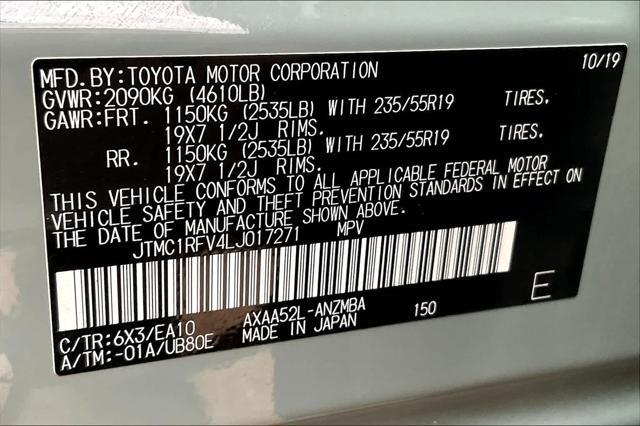 MFD.BY:TOYOTA MOTOR CORPORATION 10/19
GVWR:2090KG (4610LB)
GAWR:FRT. 1150KG (2535LB) WITH 235/55R19 TIRES.
19X7 1/2J RIMS.
RR. 1150KG (2535LB) WITH 235/55R19 TIRES.
19X7 1/2J RIMS.
THIS VEHICLE CONFORMS TO ALL APPLICABLE FEDERAL MOTOR
VEHICLE SAFETY AND THEFT PREVENTION STANDARDS IN EFFECT ON
THE DATE OF MANUFACTURE SHOWN ABOVE.
JTMC1RFV4LJ017271 MPV
E
C/TR:6X3/EA10 AXAA52L-ANZMBA 150
A/TM:-01A/UB80E MADE IN JAPAN